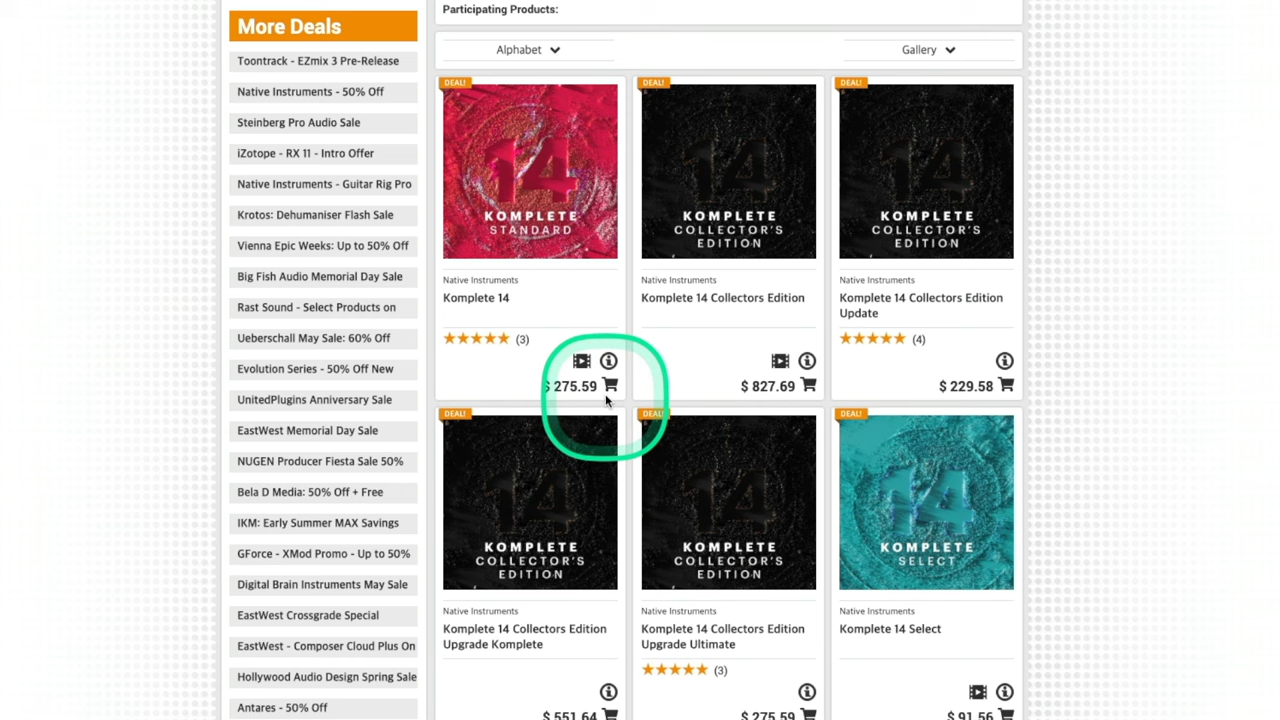 Participating Products:
More Deals
Toontrack - EZmix 3 Pre-Release
Native Instruments - 50% Off
Steinberg Pro Audio Sale
iZotope - RX 11 - Intro Offer
Native Instruments - Guitar Rig Pro
Krotos: Dehumaniser Flash Sale
Vienna Epic Weeks: Up to 50% Off
Big Fish Audio Memorial Day Sale
Rast Sound - Select Products on
Ueberschall May Sale: 60% Off
Evolution Series - 50% Off New
UnitedPlugins Anniversary Sale
EastWest Memorial Day Sale
NUGEN Producer Fiesta Sale 50%
Bela D Media: 50% Off + Free
IKM: Early Summer MAX Savings
GForce - XMod Promo - Up to 50%
Digital Brain Instruments May Sale
EastWest Crossgrade Special
EastWest - Composer Cloud Plus On
Hollywood Audio Design Spring Sale
Antares - 50% Off
Alphabet
Gallery
DEAL!
14
KOMPLETE
STANDARD
Native Instruments
Komplete 14
(3)
$ 275.59
DEAL!
14
KOMPLETE
COLLECTOR'S
EDITION
Native Instruments
Komplete 14 Collectors Edition
$ 827.69
DEAL!
14
KOMPLETE
COLLECTOR'S
EDITION
Native Instruments
Komplete 14 Collectors Edition
Update
(4)
$ 229.58
DEAL!
14
KOMPLETE
COLLECTOR'S
EDITION
Native Instruments
Komplete 14 Collectors Edition
Upgrade Komplete
$ 551.64
DEAL!
14
KOMPLETE
COLLECTOR'S
EDITION
Native Instruments
Komplete 14 Collectors Edition
Upgrade Ultimate
(3)
$ 275.59
DEAL!
14
KOMPLETE
SELECT
Native Instruments
Komplete 14 Select
$ 91.56